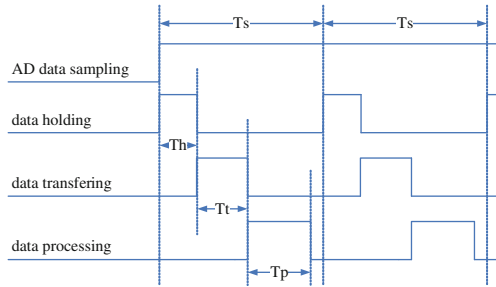 Ts
Ts
AD data sampling
data holding
Th
data transfering
Tt
data processing
Tp